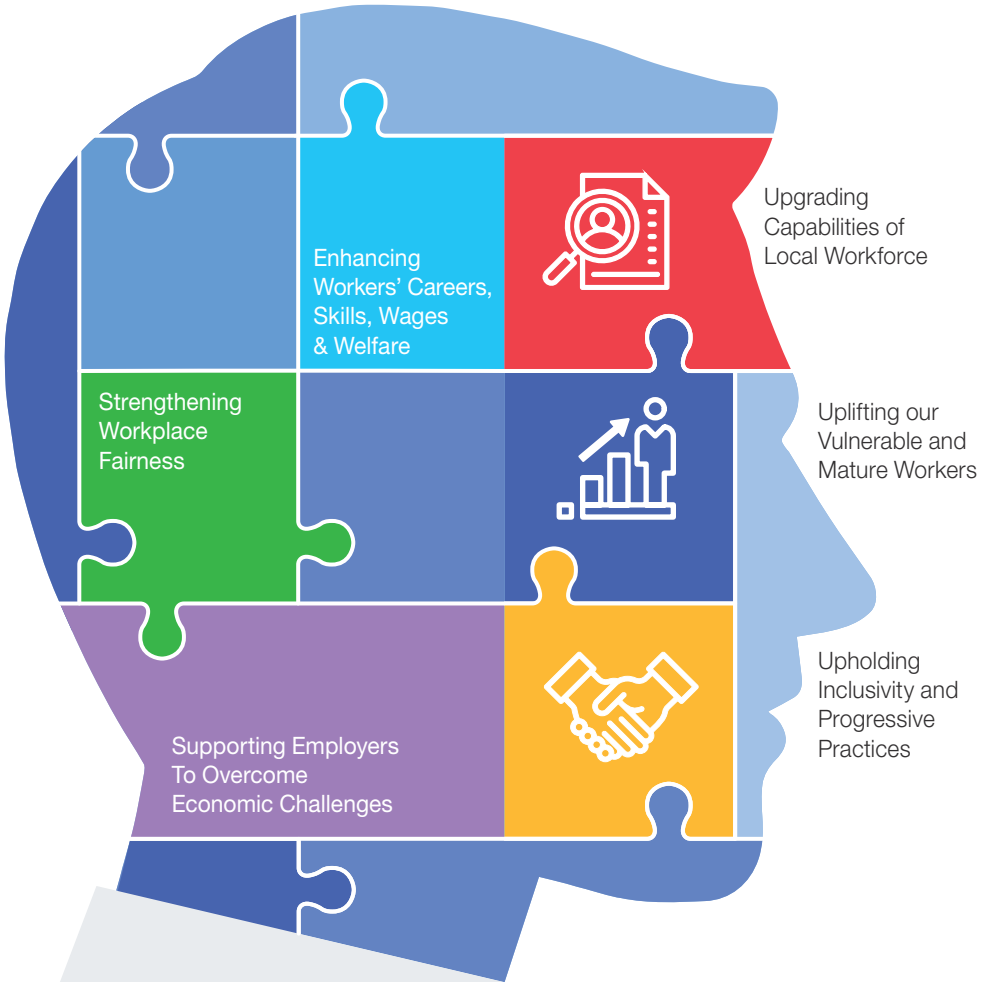 Upgrading
Capabilities of
Local Workforce
Enhancing
Workers’ Careers,
Skills, Wages
& Welfare
Strengthening
Workplace
Fairness
Uplifting our
Vulnerable and
Mature Workers
Upholding
Inclusivity and
Progressive
Practices
Supporting Employers
To Overcome
Economic Challenges